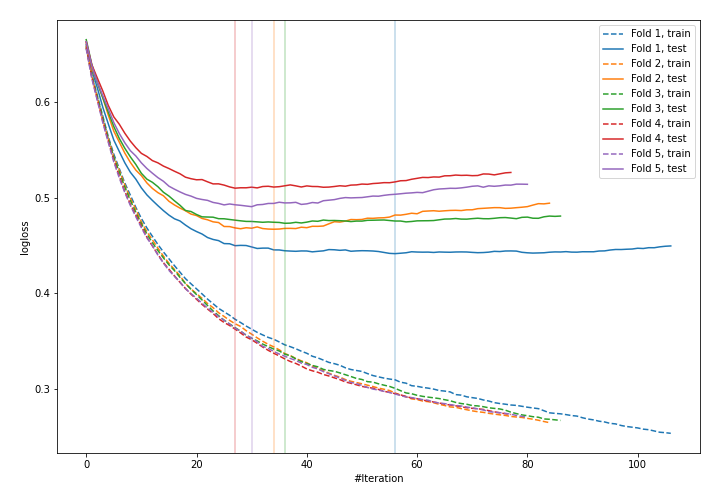 Fold 1, train
Fold 1, test
Fold 2, train
Fold 2, test
Fold 3, train
Fold 3, test
Fold 4, train
Fold 4, test
Fold 5, train
Fold 5, test
0.6
0.5
0.4
0.3
logloss
0 20 40 60 80 100
#Iteration